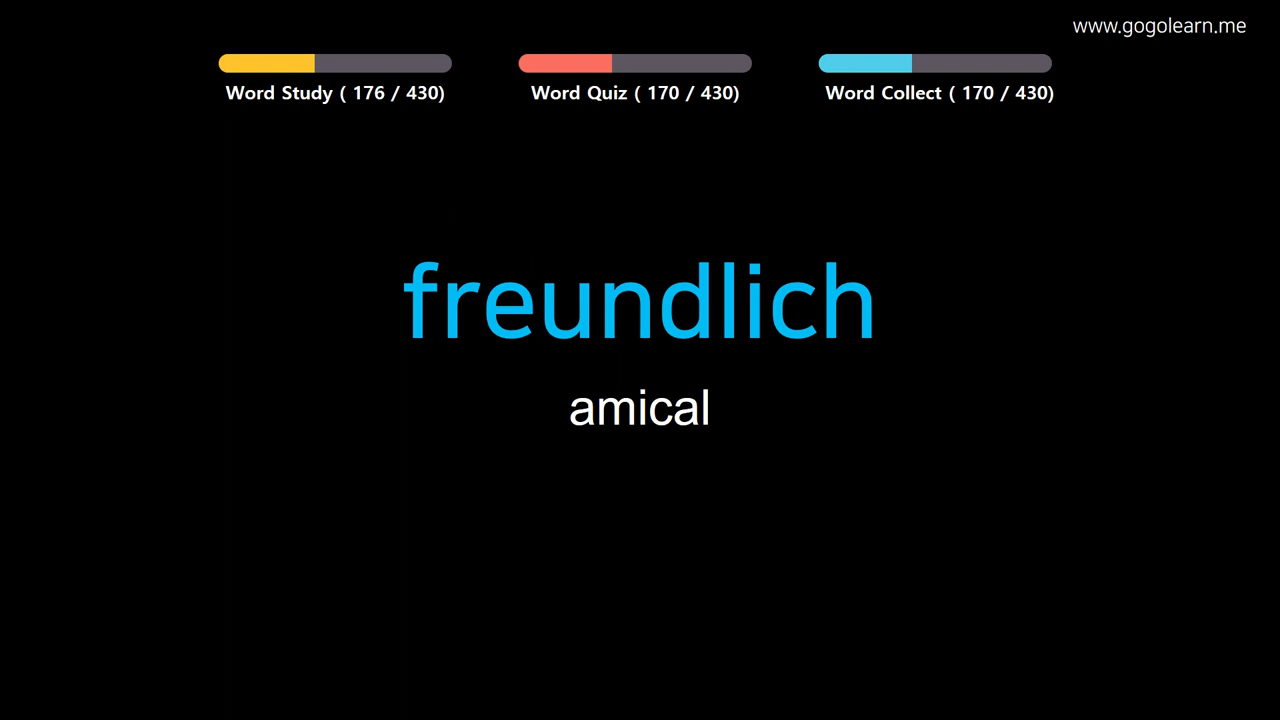 www.gogolearn.me
Word Study ( 176 / 430)
Word Quiz ( 170 / 430)
Word Collect ( 170 / 430)
freundlich
amical